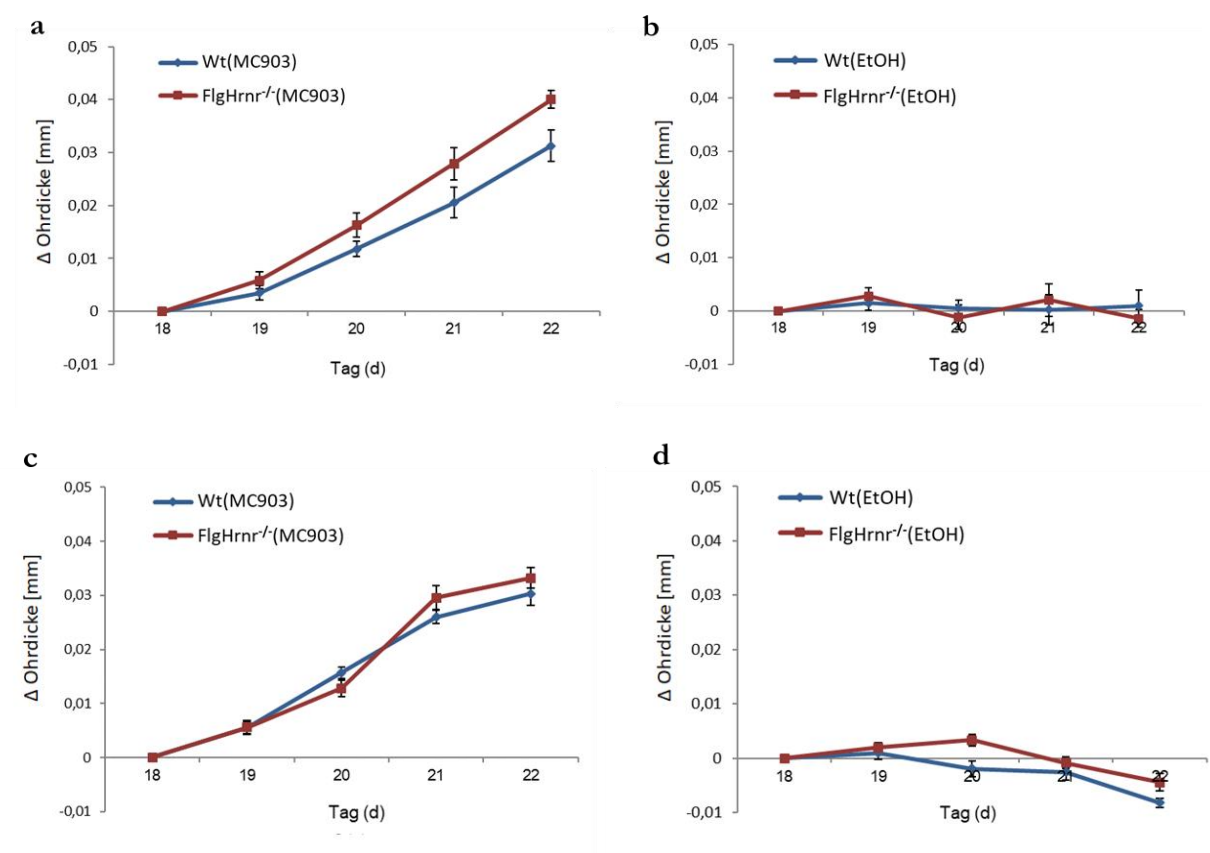 a
0,05
0,04
0,03
0,02
0,01
0
-0,01
Δ Ohrdicke [mm]
Wt(MC903)
FlgHrnr-/-(MC903)
18 19 20 21 22
Tag (d)
b
0,05
0,04
0,03
0,02
0,01
0
-0,01
Δ Ohrdicke [mm]
Wt(EtOH)
FlgHrnr-/-(EtOH)
18 19 20 21 22
Tag (d)
c
0,05
0,04
0,03
0,02
0,01
0
-0,01
Δ Ohrdicke [mm]
Wt(MC903)
FlgHrnr-/-(MC903)
18 19 20 21 22
Tag (d)
d
0,05
0,04
0,03
0,02
0,01
0
-0,01
Δ Ohrdicke [mm]
Wt(EtOH)
FlgHrnr-/-(EtOH)
18 19 20 21 22
Tag (d)